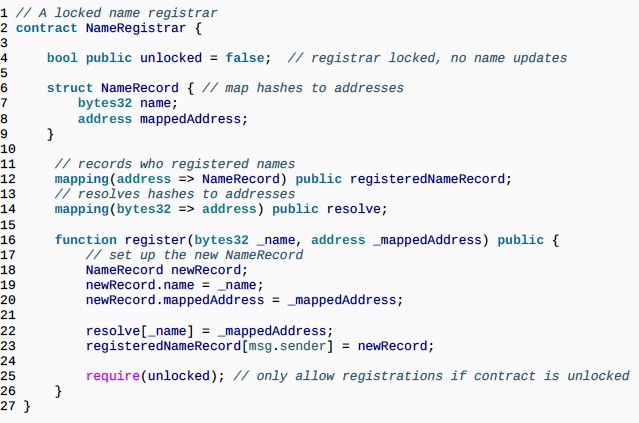 1 // A locked name registrar
2 contract NameRegistrar {
3
4     bool public unlocked = false;  // registrar locked, no name updates
5
6     struct NameRecord { // map hashes to addresses
7         bytes32 name;
8         address mappedAddress;
9     }
10
11     // records who registered names
12     mapping(address => NameRecord) public registeredNameRecord;
13     // resolves hashes to addresses
14     mapping(bytes32 => address) public resolve;
15
16     function register(bytes32 _name, address _mappedAddress) public {
17         // set up the new NameRecord
18         NameRecord newRecord;
19         newRecord.name = _name;
20         newRecord.mappedAddress = _mappedAddress;
21
22         resolve[_name] = _mappedAddress;
23         registeredNameRecord[msg.sender] = newRecord;
24
25         require(unlocked); // only allow registrations if contract is unlocked
26     }
27 }